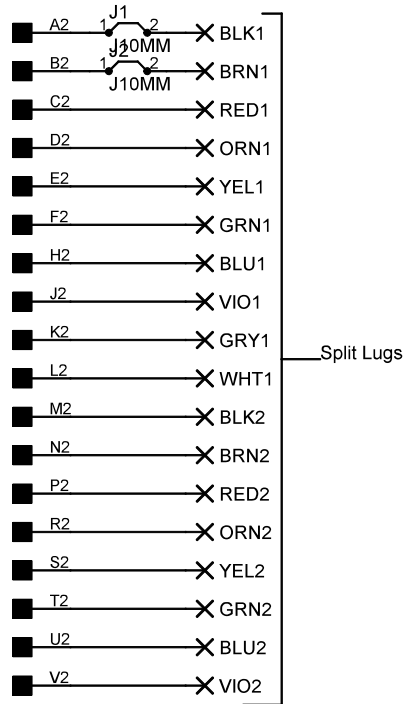 J1
A2 1 2 BLK1
J10MM
J2
B2 1 2 BRN1
J10MM
C2 RED1
D2 ORN1
E2 YEL1
F2 GRN1
H2 BLU1
J2 VIO1
K2 GRY1
Split Lugs
L2 WHT1
M2 BLK2
N2 BRN2
P2 RED2
R2 ORN2
S2 YEL2
T2 GRN2
U2 BLU2
V2 VIO2